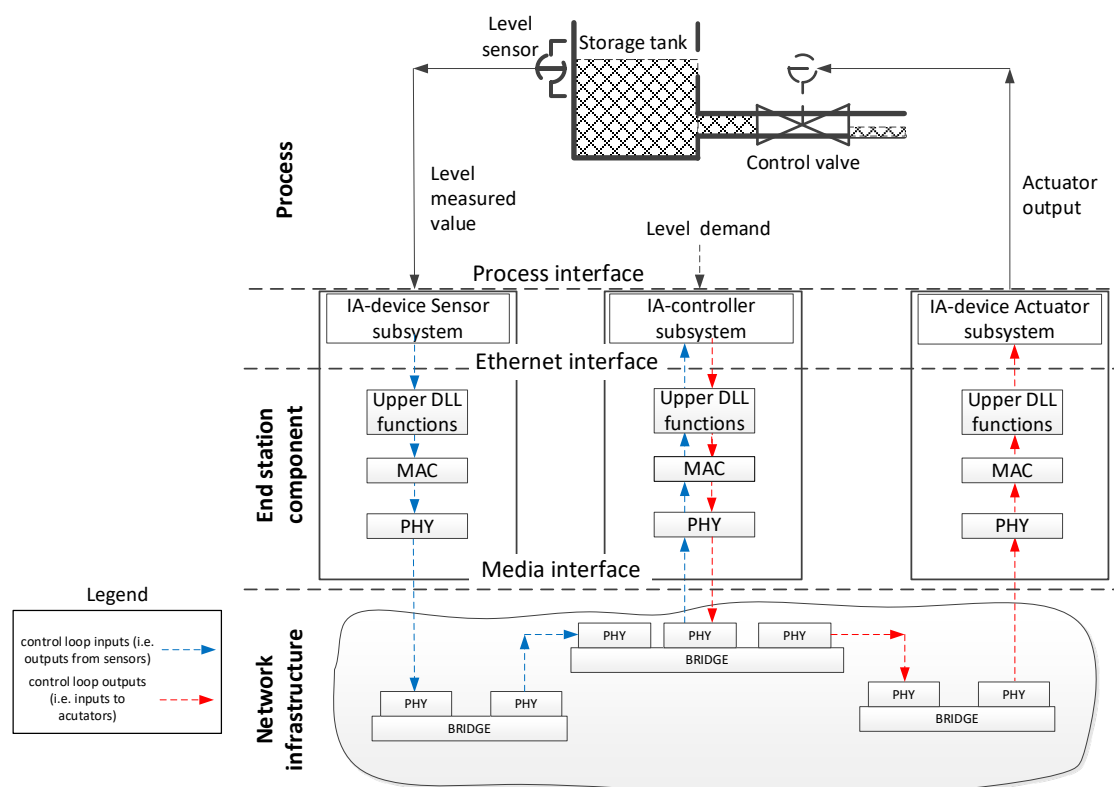 Level
sensor
Storage tank
Control valve
Process
Level
measured
value
Level demand
Actuator
output
Process interface
IA-device Sensor
subsystem
IA-controller
subsystem
IA-device Actuator
subsystem
Ethernet interface
End station
component
Upper DLL
functions
MAC
PHY
Upper DLL
functions
MAC
PHY
Upper DLL
functions
MAC
PHY
Media interface
Legend
control loop inputs (i.e.
outputs from sensors)
control loop outputs
(i.e. inputs to
acutators)
Network
infrastructure
PHY
PHY
BRIDGE
PHY
PHY
PHY
BRIDGE
PHY
PHY
BRIDGE